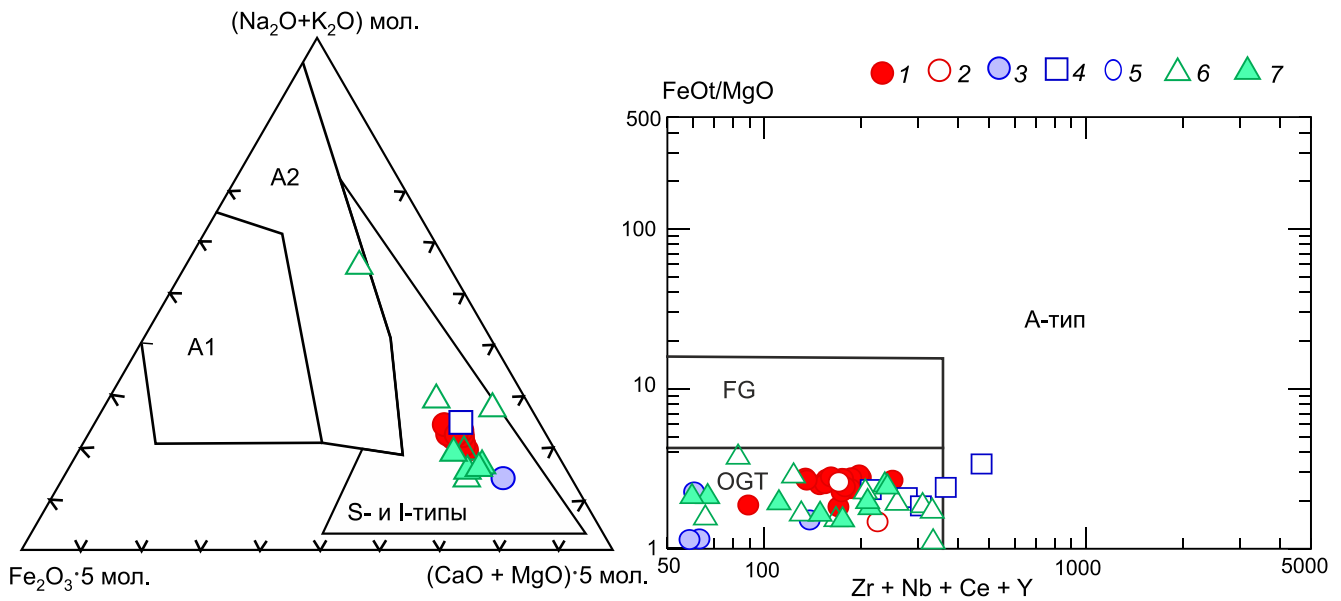 (Na₂O+K₂O) мол.
A2
A1
S- и I-типы
Fe₂O₃·5 мол.
(CaO + MgO)·5 мол.
1 2 3 4 5 6 7
FeOt/MgO
500
100
10
1
А-тип
FG
OGT
50 100 1000 5000
Zr + Nb + Ce + Y